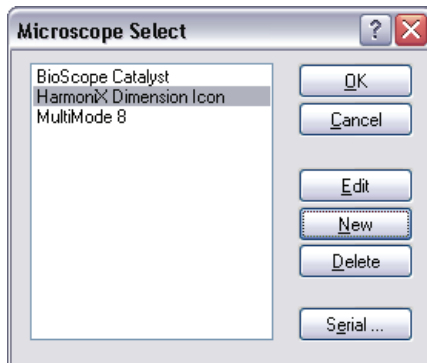 Microscope Select
BioScope Catalyst
HarmoniX Dimension Icon
MultiMode 8
OK
Cancel
Edit
New
Delete
Serial ...